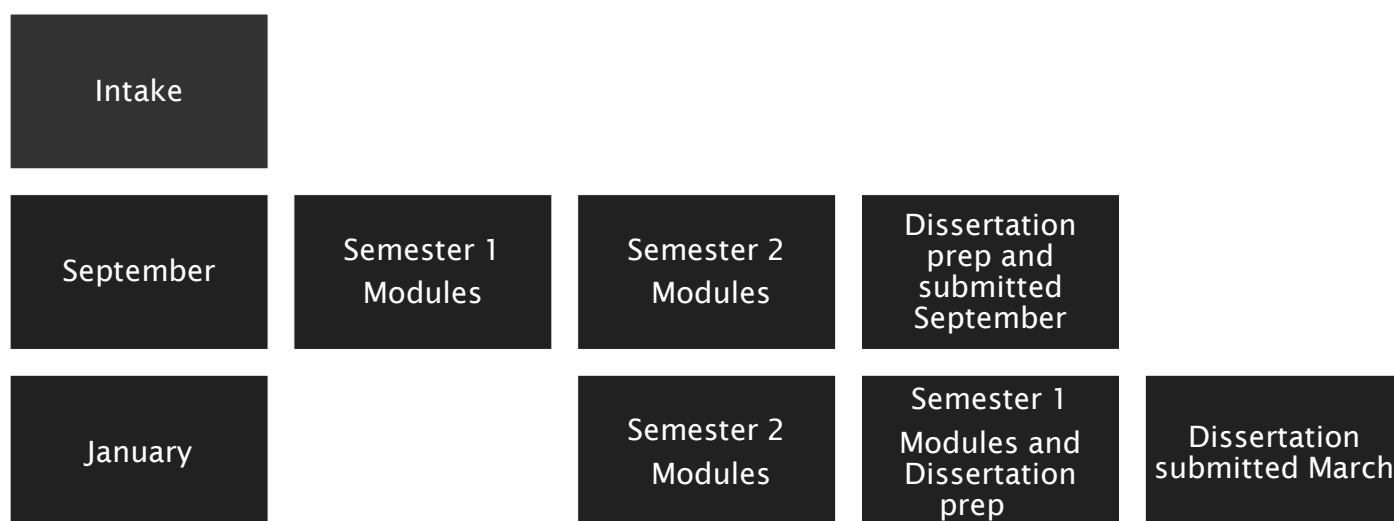 Intake
September
Semester 1
Modules
Semester 2
Modules
Dissertation
prep and
submitted
September
January
Semester 2
Modules
Semester 1
Modules and
Dissertation
prep
Dissertation
submitted March